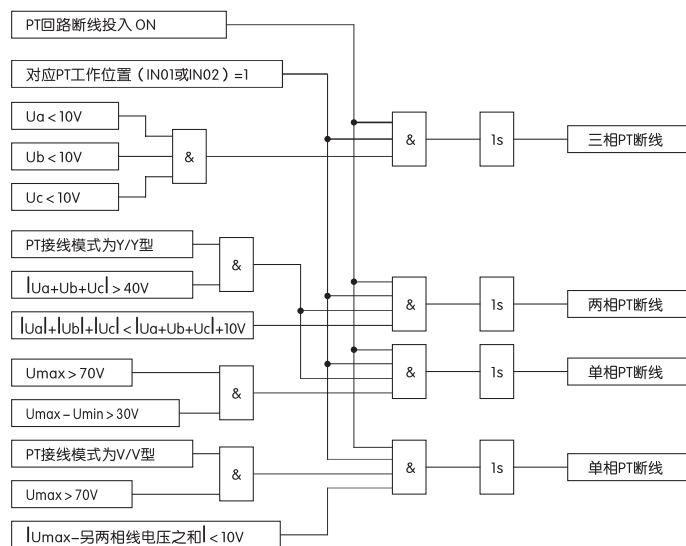 PT回路断线投入 ON
对应PT工作位置（IN01或IN02）=1
Ua<10V
Ub<10V
Uc<10V
&
&
1s
三相PT断线
PT接线模式为Y/Y型
|Ua+Ub+Uc|>40V
&
|Ua|+|Ub|+|Uc|<|Ua+Ub+Uc|+10V
&
1s
两相PT断线
Umax>70V
Umax-Umin>30V
&
&
1s
单相PT断线
PT接线模式为V/V型
Umax>70V
&
&
1s
单相PT断线
|Umax-另两相线电压之和|<10V